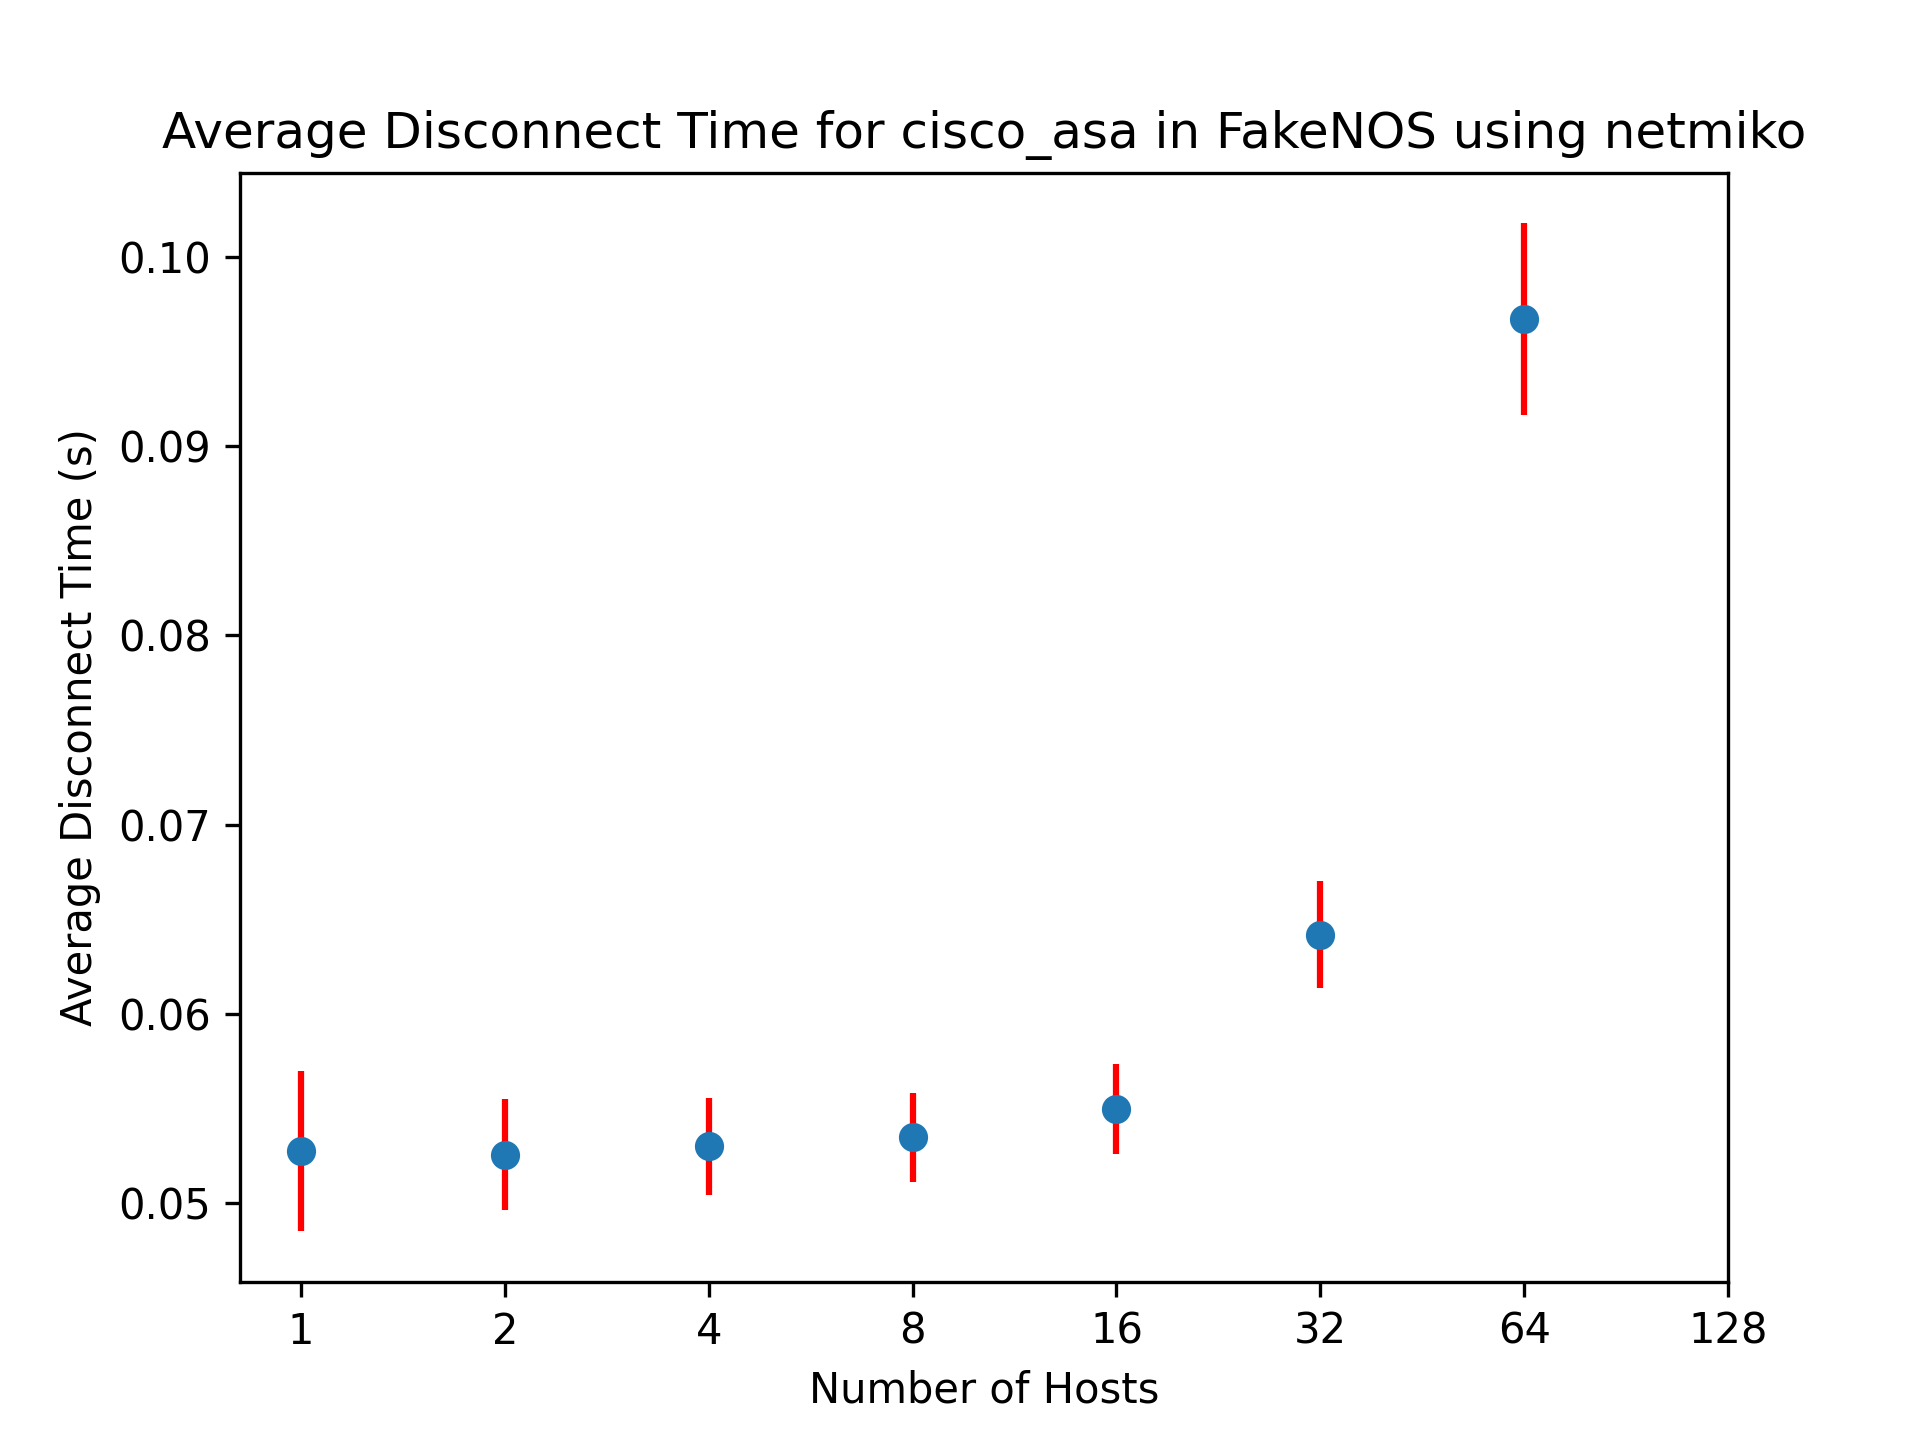 Average Disconnect Time for cisco_asa in FakeNOS using netmiko
Average Disconnect Time (s)
0.10
0.09
0.08
0.07
0.06
0.05
1 2 4 8 16 32 64 128
Number of Hosts